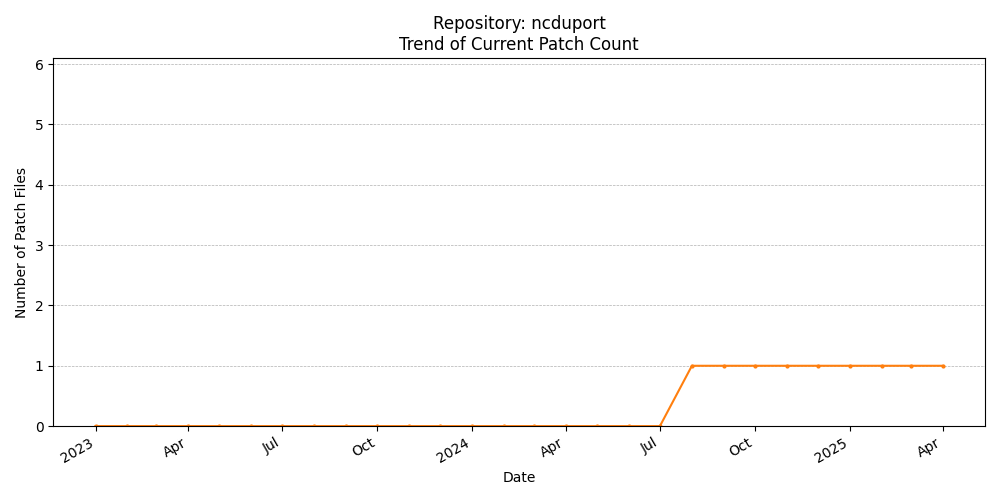 Repository: ncduport
Trend of Current Patch Count
Number of Patch Files
6
5
4
3
2
1
0
2023 Apr Jul Oct 2024 Apr Jul Oct 2025 Apr
Date